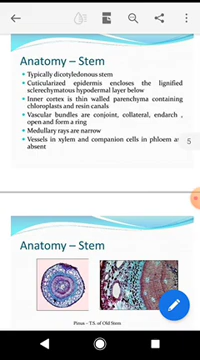 Anatomy – Stem
• Typically dicotyledonous stem
• Cuticularized epidermis encloses the lignified
sclerechymatous hypodermal layer below
• Inner cortex is thin walled parenchyma containing
chloroplasts and resin canals
• Vascular bundles are conjoint, collateral, endarch ,
open and form a ring
• Medullary rays are narrow
• Vessels in xylem and companion cells in phloem a
absent
5
Anatomy – Stem
Pinus – T.S. of Old Stem